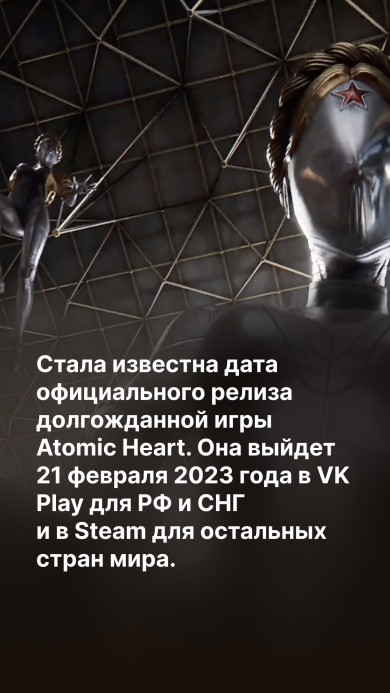 Стала известна дата
официального релиза
долгожданной игры
Atomic Heart. Она выйдет
21 февраля 2023 года в VK
Play для РФ и СНГ
и в Steam для остальных
стран мира.